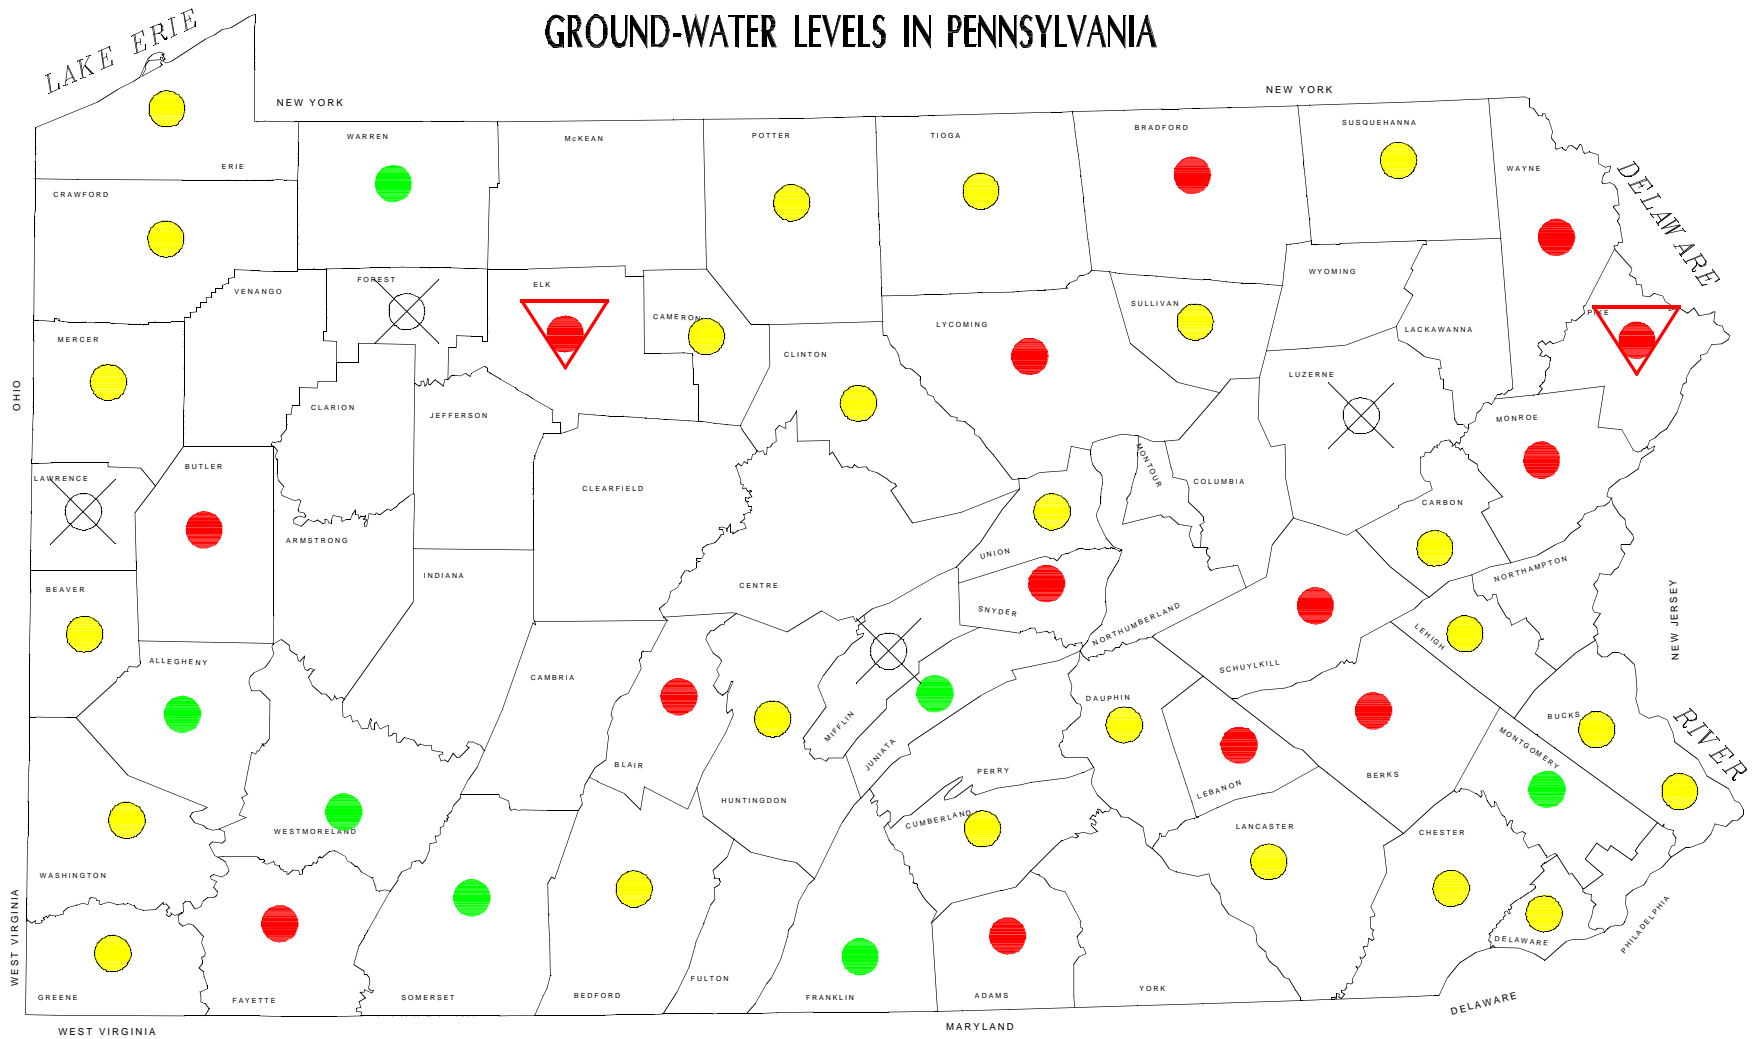 GROUND-WATER LEVELS IN PENNSYLVANIA
LAKE ERIE
NEW YORK
NEW YORK
ERIE
WARREN
McKEAN
POTTER
TIOGA
BRADFORD
SUSQUEHANNA
WAYNE
DELAWARE
CRAWFORD
VENANGO
FOREST
ELK
CAMERON
CLINTON
LYCOMING
SULLIVAN
WYOMING
LACKAWANNA
PIKE
MERCER
OHIO
CLARION
JEFFERSON
LUZERNE
MONROE
LAWRENCE
BUTLER
CLEARFIELD
MONTOUR
COLUMBIA
CARBON
ARMSTRONG
INDIANA
CENTRE
UNION
SNYDER
NORTHUMBERLAND
NORTHAMPTON
NEW JERSEY
BEAVER
ALLEGHENY
CAMBRIA
BLAIR
MIFFLIN
JUNIATA
DAUPHIN
SCHUYLKILL
LEHIGH
BUCKS
RIVER
HUNTINGDON
PERRY
CUMBERLAND
LEBANON
BERKS
MONTGOMERY
WESTMORELAND
LANCASTER
CHESTER
WASHINGTON
WEST VIRGINIA
DELAWARE
PHILADELPHIA
GREENE
FAYETTE
SOMERSET
BEDFORD
FULTON
FRANKLIN
ADAMS
YORK
DELAWARE
WEST VIRGINIA
MARYLAND